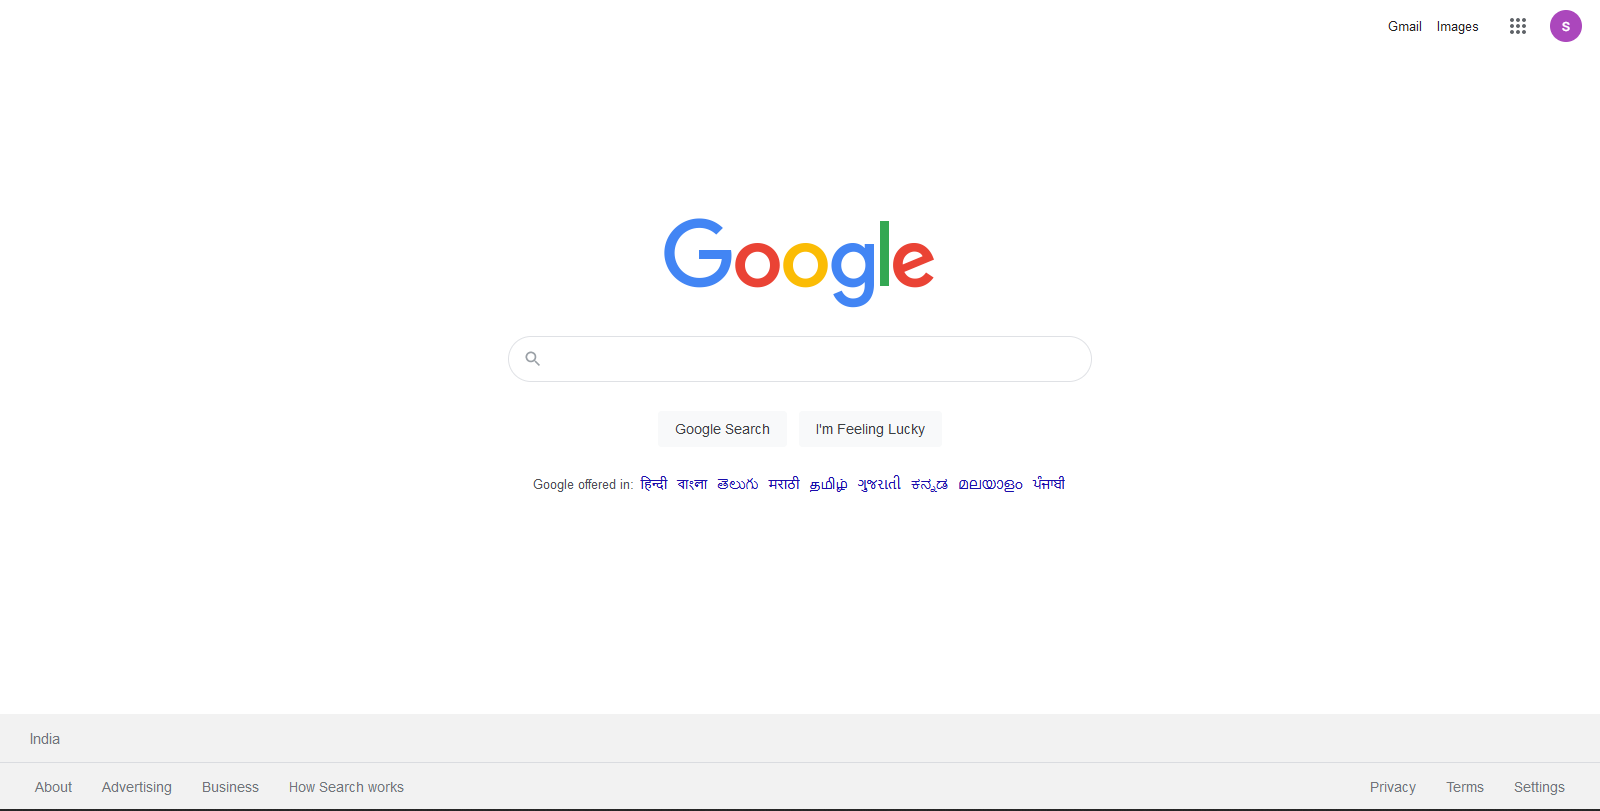 Gmail Images S
Google
Google Search I'm Feeling Lucky
Google offered in: हिन्दी বাংলা తెలుగు मराठी தமிழ் ગુજરાતી ಕನ್ನಡ മലയാളം ਪੰਜਾਬੀ
India
About Advertising Business How Search works Privacy Terms Settings